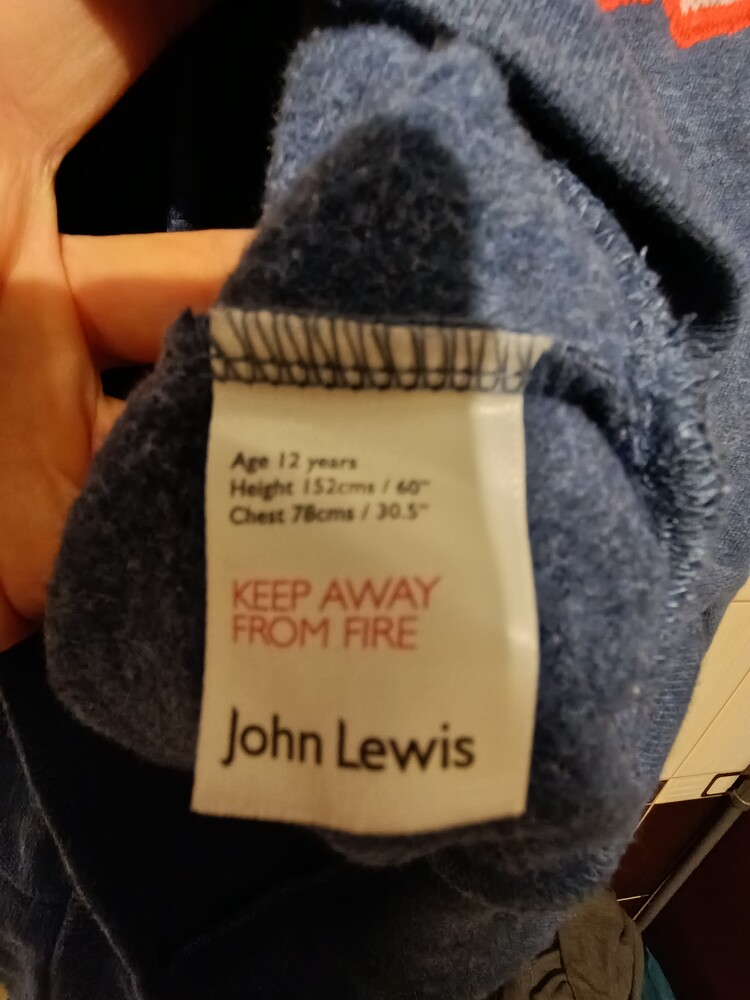 Age 12 years
Height 152cms / 60"
Chest 78cms / 30.5"
KEEP AWAY
FROM FIRE
John Lewis